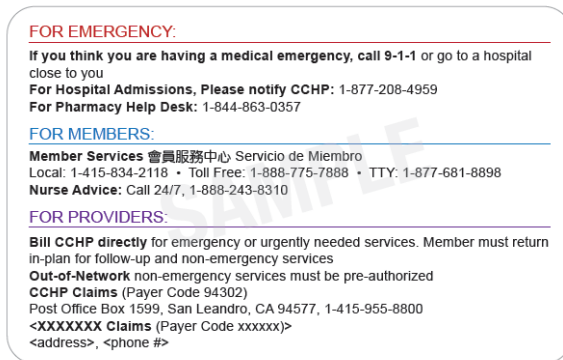 FOR EMERGENCY:
If you think you are having a medical emergency, call 9-1-1 or go to a hospital
close to you
For Hospital Admissions, Please notify CCHP: 1-877-208-4959
For Pharmacy Help Desk: 1-844-863-0357
FOR MEMBERS:
Member Services 會員服務中心 Servicio de Miembro
Local: 1-415-834-2118 • Toll Free: 1-888-775-7888 • TTY: 1-877-681-8898
Nurse Advice: Call 24/7, 1-888-243-8310
SAMPLE
FOR PROVIDERS:
Bill CCHP directly for emergency or urgently needed services. Member must return
in-plan for follow-up and non-emergency services
Out-of-Network non-emergency services must be pre-authorized
CCHP Claims (Payer Code 94302)
Post Office Box 1599, San Leandro, CA 94577, 1-415-955-8800
<XXXXXXX Claims (Payer Code xxxxxx)>
<address>, <phone #>